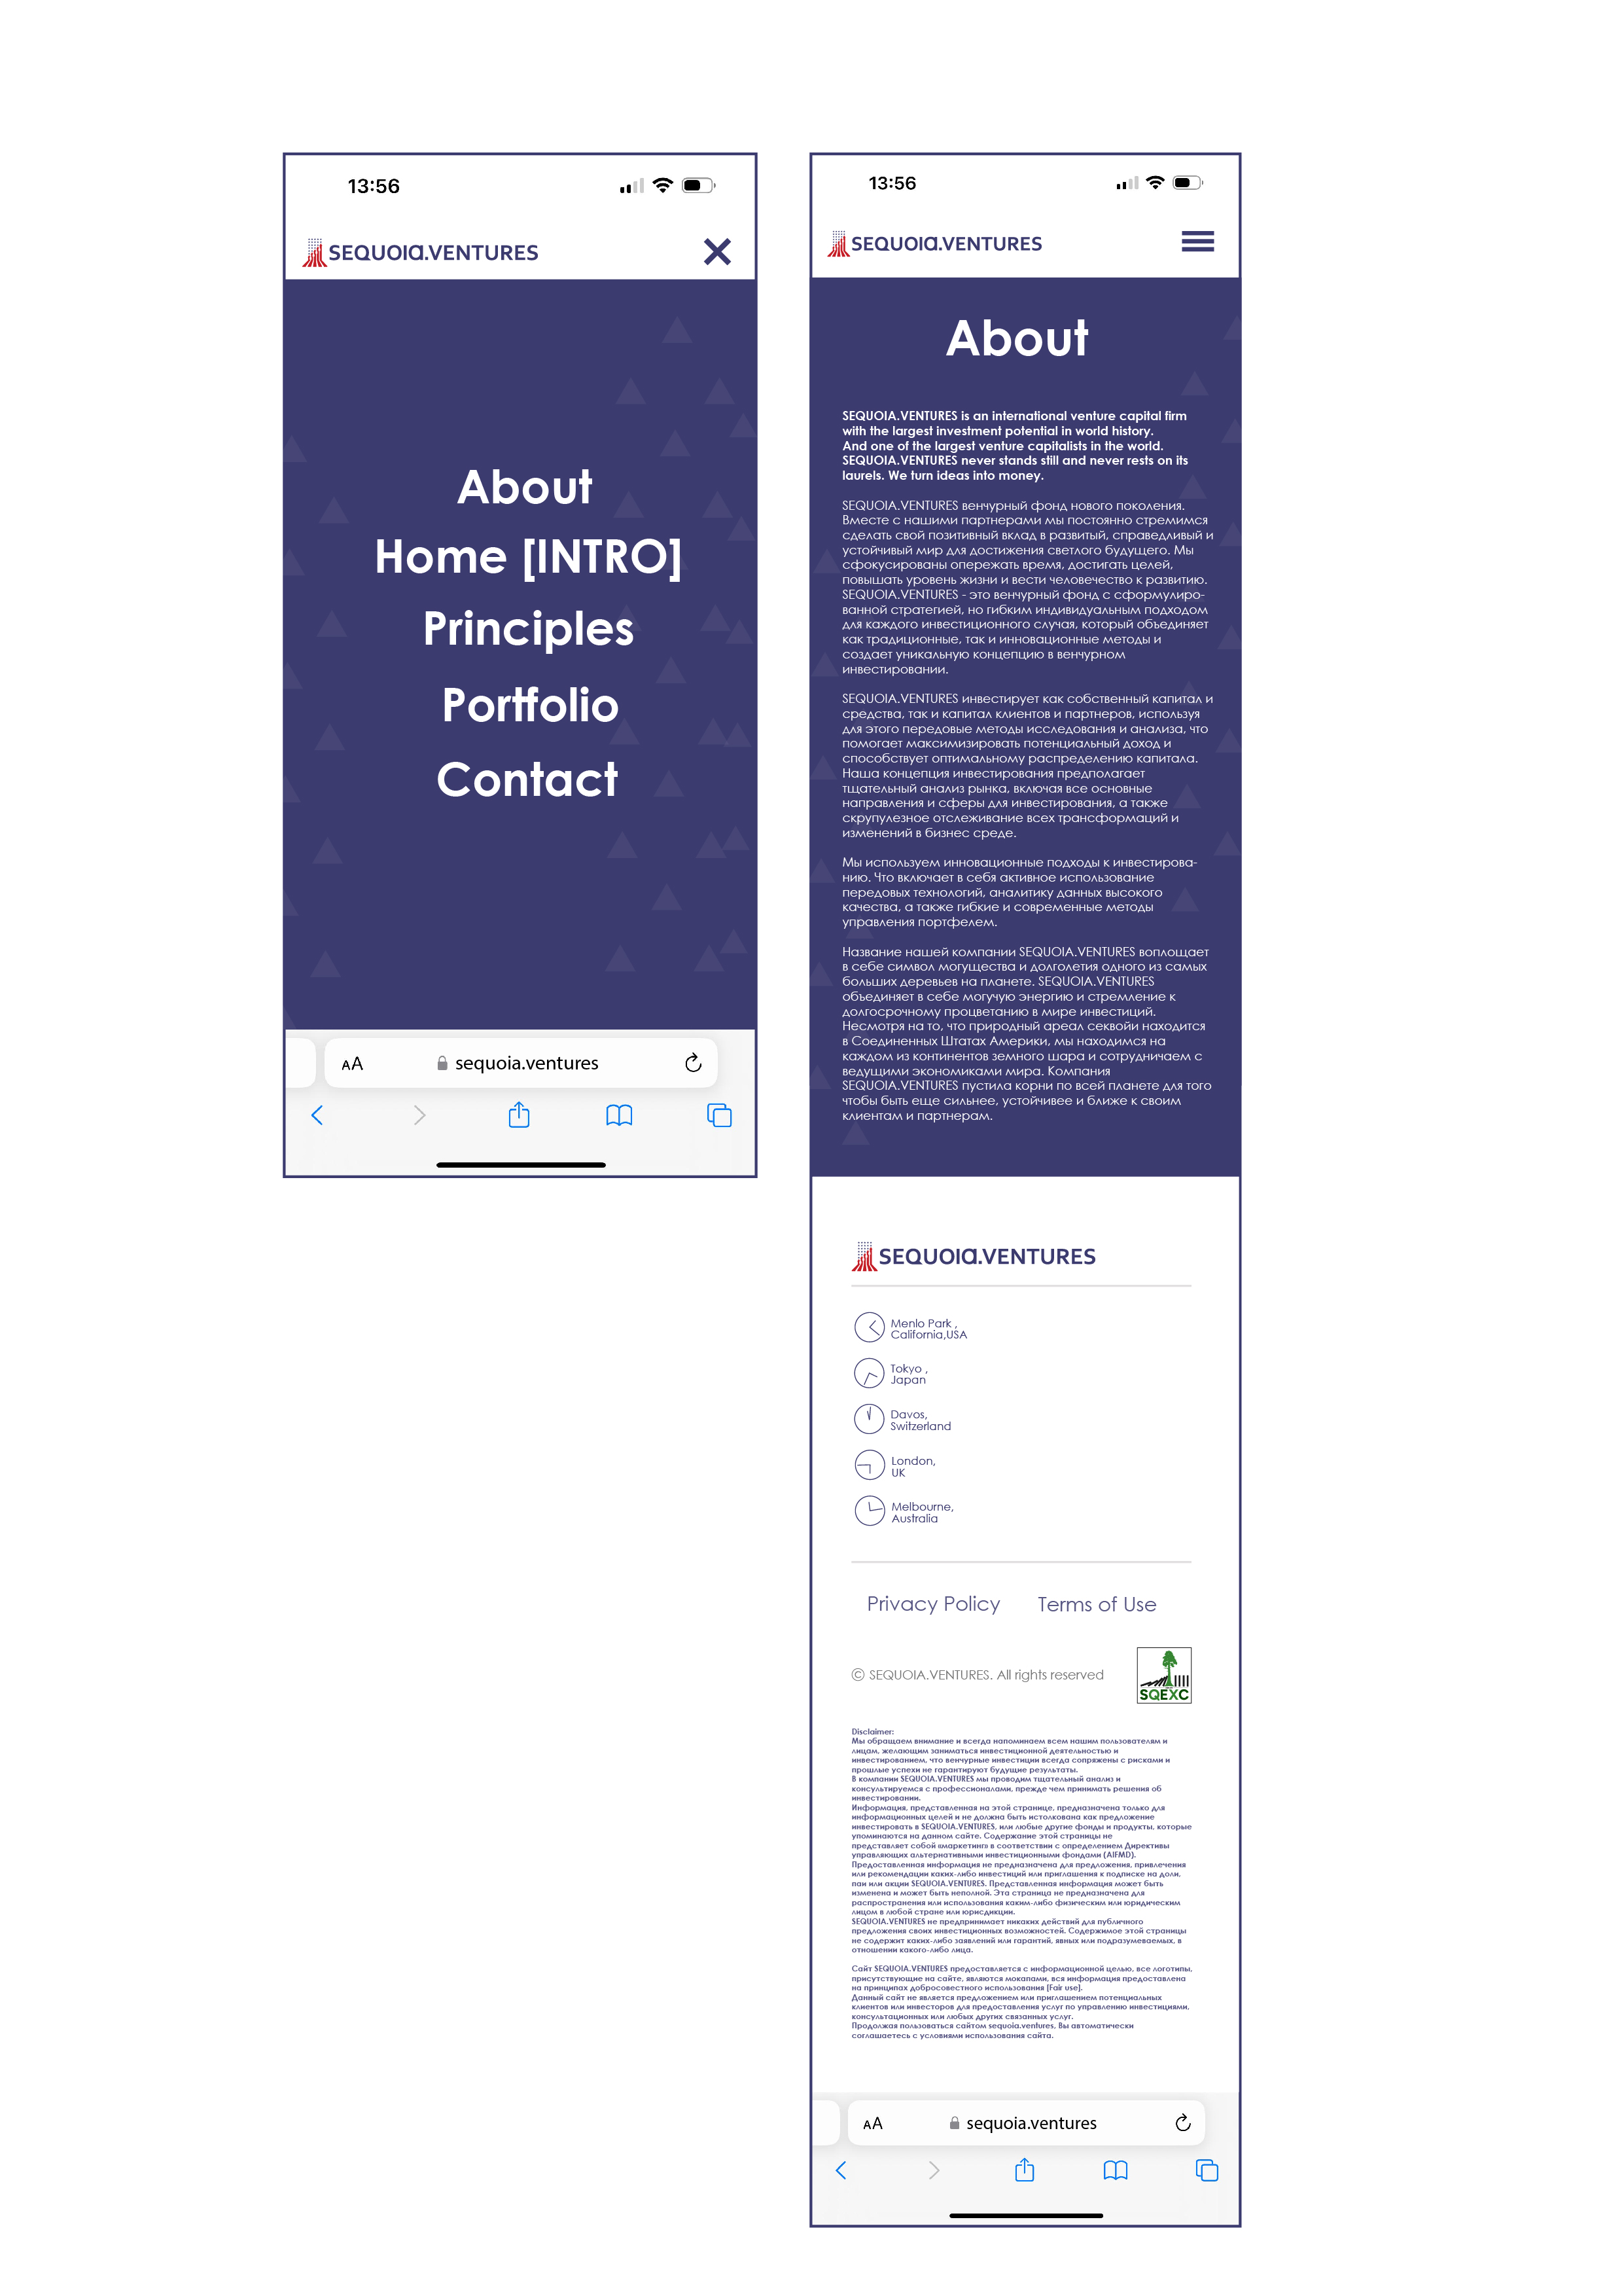 13:56
SEQUOIA.VENTURES
About
Home [INTRO]
Principles
Portfolio
Contact
AA
sequoia.ventures
13:56
SEQUOIA.VENTURES
About
SEQUOIA.VENTURES is an international venture capital firm
with the largest investment potential in world history.
And one of the largest venture capitalists in the world.
SEQUOIA.VENTURES never stands still and never rests on its
laurels. We turn ideas into money.
SEQUOIA.VENTURES венчурный фонд нового поколения.
Вместе с нашими партнерами мы постоянно стремимся
сделать свой позитивный вклад в развитый, справедливый и
устойчивый мир для достижения светлого будущего. Мы
сфокусированы опережать время, достигать целей,
повышать уровень жизни и вести человечество к развитию.
SEQUOIA.VENTURES - это венчурный фонд с сформулиро-
ванной стратегией, но гибким индивидуальным подходом
для каждого инвестиционного случая, который объединяет
как традиционные, так и инновационные методы и
создает уникальную концепцию в венчурном
инвестировании.
SEQUOIA.VENTURES инвестирует как собственный капитал и
средства, так и капитал клиентов и партнеров, используя
для этого передовые методы исследования и анализа, что
помогает максимизировать потенциальный доход и
способствует оптимальному распределению капитала.
Наша концепция инвестирования предполагает
тщательный анализ рынка, включая все основные
направления и сферы для инвестирования, а также
скрупулезное отслеживание всех трансформаций и
изменений в бизнес среде.
Мы используем инновационные подходы к инвестирова-
нию. Что включает в себя активное использование
передовых технологий, аналитику данных высокого
качества, а также гибкие и современные методы
управления портфелем.
Название нашей компании SEQUOIA.VENTURES воплощает
в себе символ могущества и долголетия одного из самых
больших деревьев на планете. SEQUOIA.VENTURES
объединяет в себе могучую энергию и стремление к
долгосрочному процветанию в мире инвестиций.
Несмотря на то, что природный ареал секвойи находится
в Соединенных Штатах Америки, мы находимся на
каждом из континентов земного шара и сотрудничаем с
ведущими экономиками мира. Компания
SEQUOIA.VENTURES пустила корни по всей планете для того
чтобы быть еще сильнее, устойчивее и ближе к своим
клиентам и партнерам.
SEQUOIA.VENTURES
Menlo Park ,
California,USA
Tokyo ,
Japan
Davos,
Switzerland
London,
UK
Melbourne,
Australia
Privacy Policy Terms of Use
© SEQUOIA.VENTURES. All rights reserved
SQEXC
Disclaimer:
Мы обращаем внимание и всегда напоминаем всем нашим пользователям и
лицам, желающим заниматься инвестиционной деятельностью и
инвестированием, что венчурные инвестиции всегда сопряжены с рисками и
прошлые успехи не гарантируют будущие результаты.
В компании SEQUOIA.VENTURES мы проводим тщательный анализ и
консультируемся с профессионалами, прежде чем принимать решения об
инвестировании.
Информация, представленная на этой странице, предназначена только для
информационных целей и не должна быть истолкована как предложение
инвестировать в SEQUOIA.VENTURES, или любые другие фонды и продукты, которые
упоминаются на данном сайте. Содержание этой страницы не
представляет собой «маркетинг» в соответствии с определением Директивы
управляющих альтернативными инвестиционными фондами (AIFMD).
Предоставленная информация не предназначена для предложения, привлечения
или рекомендации каких-либо инвестиций или приглашения к подписке на доли,
паи или акции SEQUOIA.VENTURES. Представленная информация может быть
изменена и может быть неполной. Эта страница не предназначена для
распространения или использования каким-либо физическим или юридическим
лицом в любой стране или юрисдикции.
SEQUOIA.VENTURES не предпринимает никаких действий для публичного
предложения своих инвестиционных возможностей. Содержимое этой страницы
не содержит каких-либо заявлений или гарантий, явных или подразумеваемых, в
отношении какого-либо лица.
Сайт SEQUOIA.VENTURES предоставляется с информационной целью, все логотипы,
присутствующие на сайте, являются мокапами, вся информация предоставлена
на принципах добросовестного использования [Fair use].
Данный сайт не является предложением или приглашением потенциальных
клиентов или инвесторов для предоставления услуг по управлению инвестициями,
консультационных или любых других связанных услуг.
Продолжая пользоваться сайтом sequoia.ventures, Вы автоматически
соглашаетесь с условиями использования сайта.
AA
sequoia.ventures